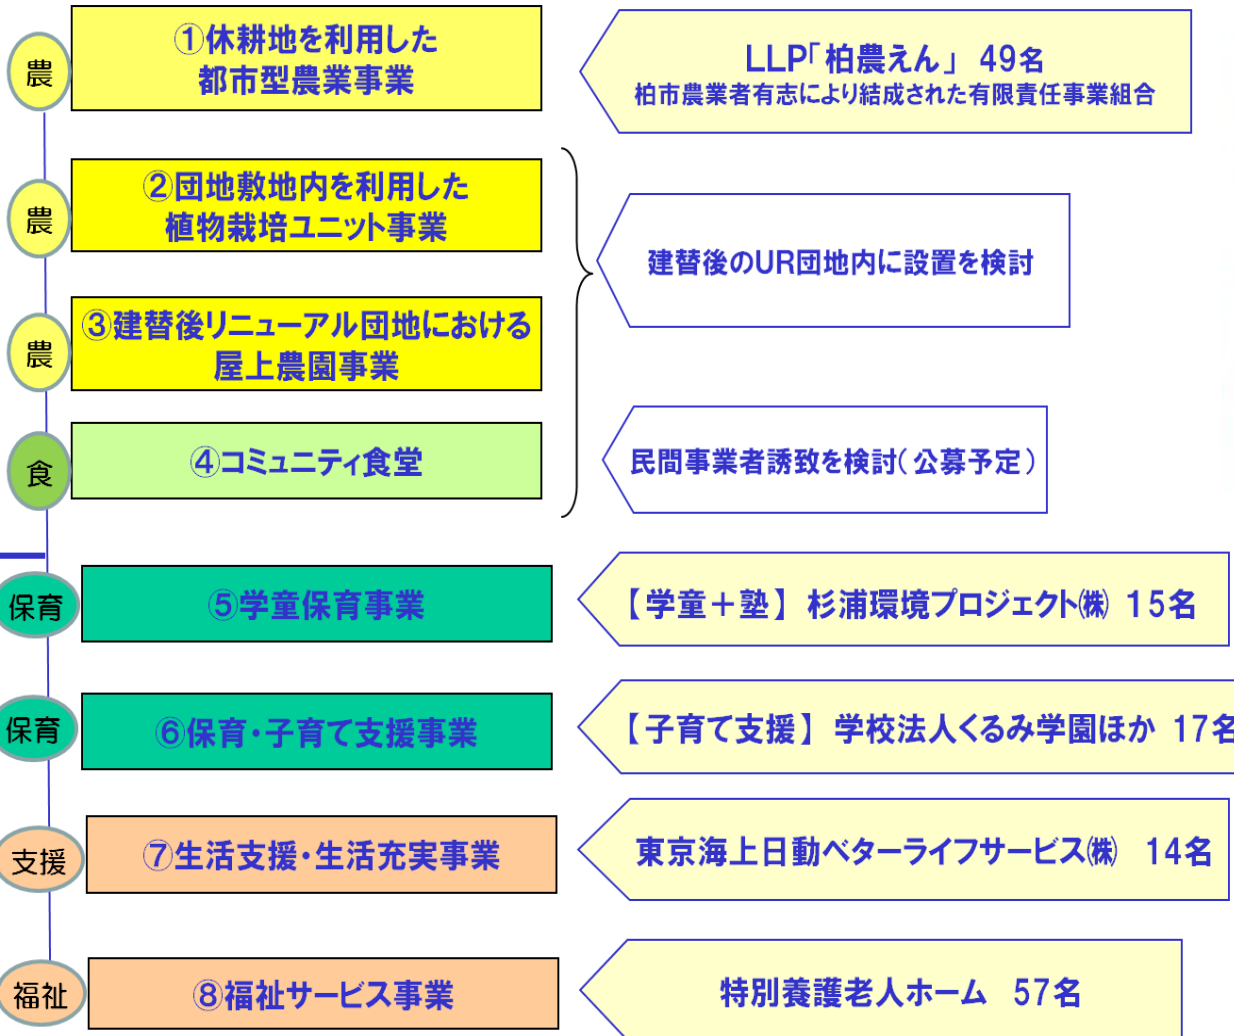 農
①休耕地を利用した
都市型農業事業
LLP「柏農えん」 49名
柏市農業者有志により結成された有限責任事業組合
農
②団地敷地内を利用した
植物栽培ユニット事業
建替後のUR団地内に設置を検討
農
③建替後リニューアル団地における
屋上農園事業
食
④コミュニティ食堂
民間事業者誘致を検討(公募予定)
保育
⑤学童保育事業
【学童+塾】 杉浦環境プロジェクト㈱ 15名
保育
⑥保育・子育て支援事業
【子育て支援】 学校法人くるみ学園ほか 17名
支援
⑦生活支援・生活充実事業
東京海上日動ベターライフサービス㈱ 14名
福祉
⑧福祉サービス事業
特別養護老人ホーム 57名